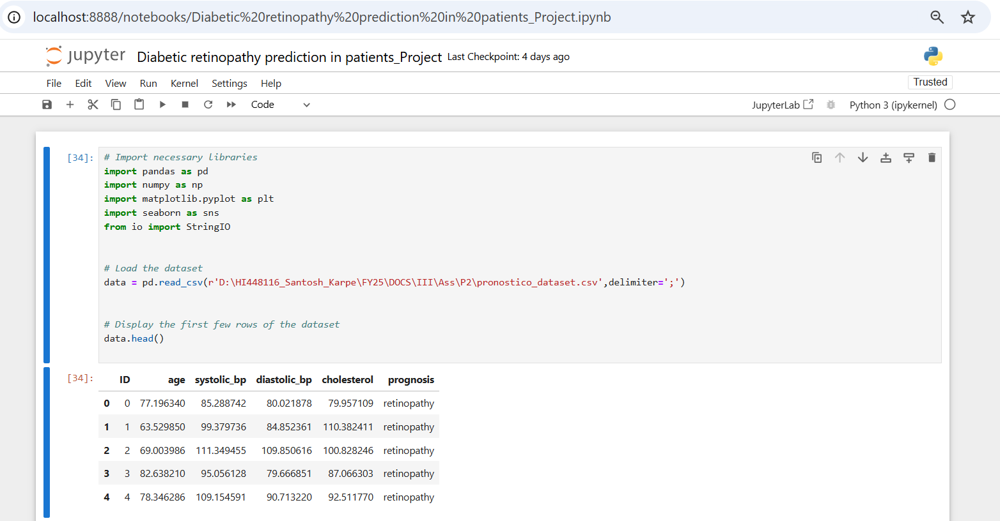 localhost:8888/notebooks/Diabetic%20retinopathy%20prediction%20in%20patients_Project.ipynb
jupyter Diabetic retinopathy prediction in patients_Project Last Checkpoint: 4 days ago
File Edit View Run Kernel Settings Help Trusted
Code JupyterLab Python 3 (ipykernel)
[34]: # Import necessary libraries
import pandas as pd
import numpy as np
import matplotlib.pyplot as plt
import seaborn as sns
from io import StringIO
# Load the dataset
data = pd.read_csv(r'D:\HI448116_Santosh_Karpe\FY25\DOCS\III\Ass\P2\pronostico_dataset.csv',delimiter=';')
# Display the first few rows of the dataset
data.head()
[34]: ID age systolic_bp diastolic_bp cholesterol prognosis
0 0 77.196340 85.288742 80.021878 79.957109 retinopathy
1 1 63.529850 99.379736 84.852361 110.382411 retinopathy
2 2 69.003986 111.349455 109.850616 100.828246 retinopathy
3 3 82.638210 95.056128 79.666851 87.066303 retinopathy
4 4 78.346286 109.154591 90.713220 92.511770 retinopathy